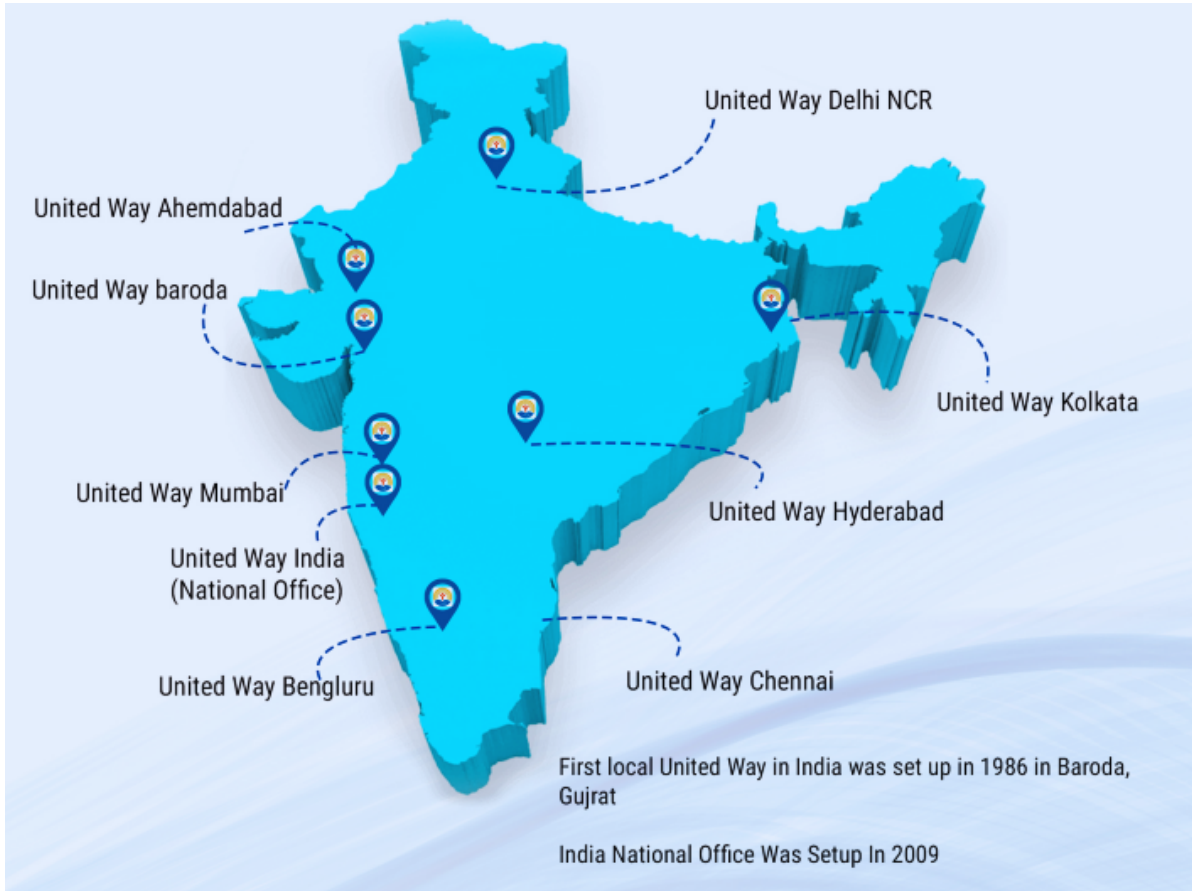 United Way Delhi NCR
United Way Ahemdabad
United Way baroda
United Way Kolkata
United Way Mumbai
United Way Hyderabad
United Way India
(National Office)
United Way Bengluru
United Way Chennai
First local United Way in India was set up in 1986 in Baroda,
Gujrat
India National Office Was Setup In 2009